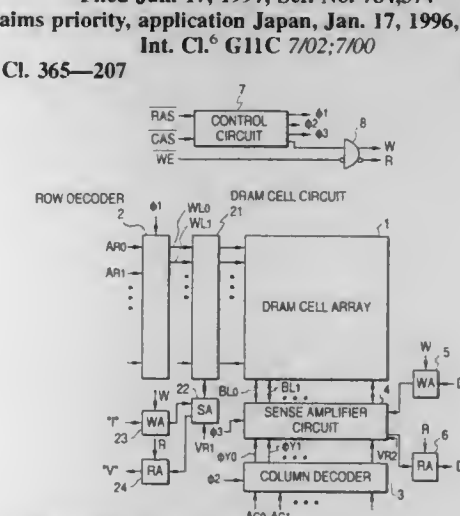 aims priority, application Japan, Jan. 17, 1996,
Int. Cl.⁶ G11C 7/02;7/00
Cl. 365—207
7
RAS
CAS
WE
CONTROL
CIRCUIT
ϕ1
ϕ2
ϕ3
8
W
R
ROW DECODER
DRAM CELL CIRCUIT
2
ϕ1
WL0
WL1
21
1
AR0
AR1
DRAM CELL ARRAY
22
W
"I"
WA
23
SA
R
VR1
"V"
RA
24
BL0
BL1
4
ϕ3
SENSE AMPLIFIER
CIRCUIT
W
5
WA
D
R
6
RA
D
ϕY0
ϕY1
VR2
ϕ2
COLUMN DECODER
3
AC0 AC1